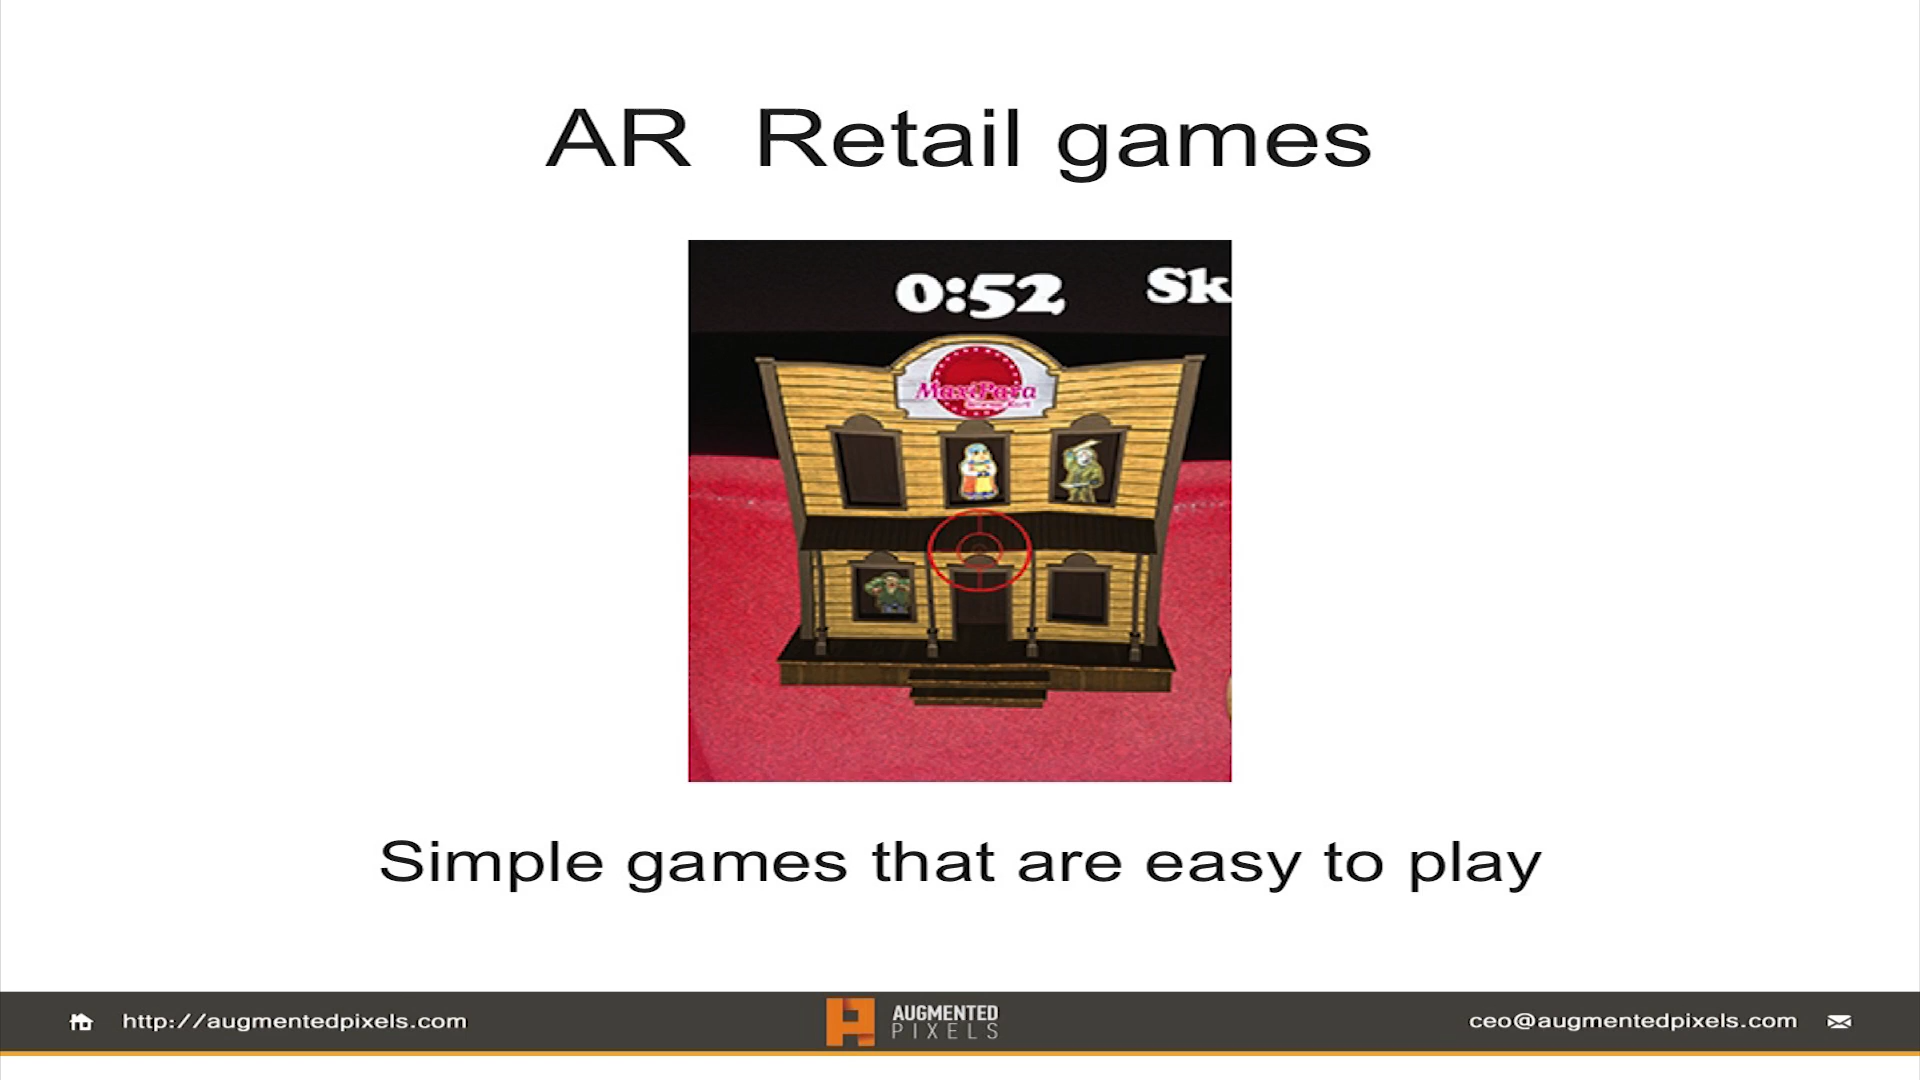 AR  Retail games
0:52
Sk
MaxiPara
Simple games that are easy to play
http://augmentedpixels.com
AUGMENTED
PIXELS
ceo@augmentedpixels.com